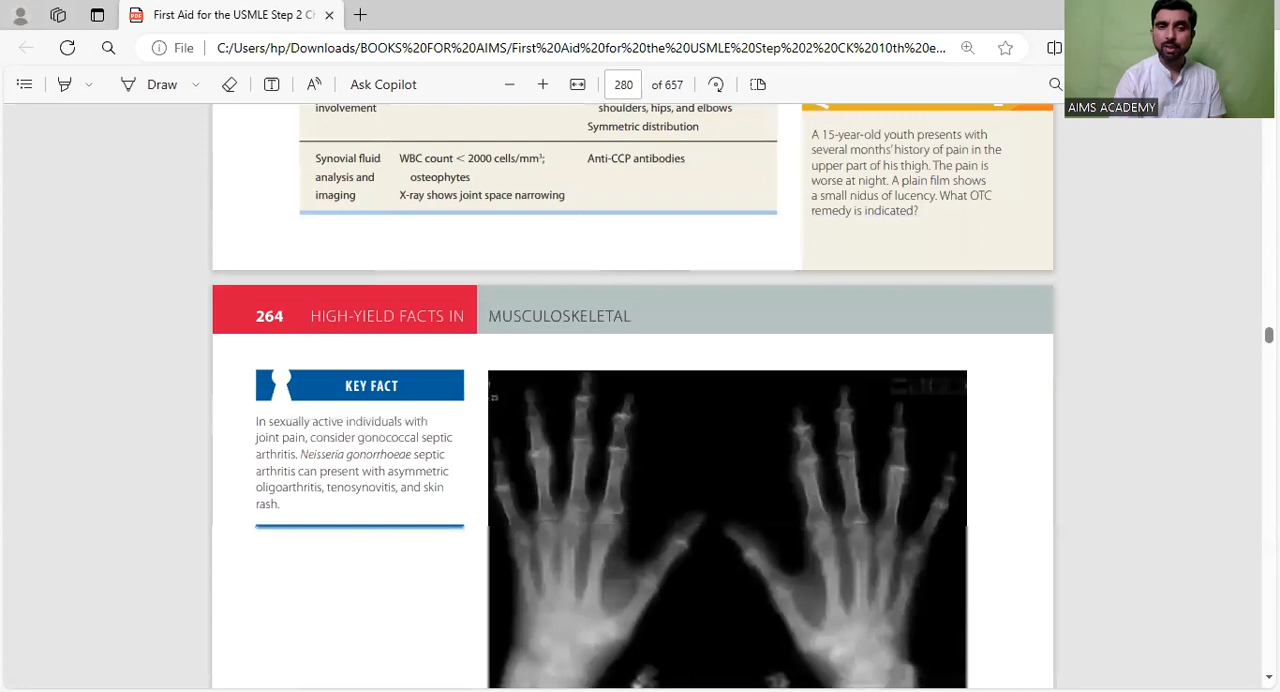 First Aid for the USMLE Step 2 C
File
C:/Users/hp/Downloads/BOOKS%20FOR%20AIMS/First%20Aid%20for%20the%20USMLE%20Step%202%20CK%2010th%20e...
Draw
Ask Copilot
280 of 657
AIMS ACADEMY
involvement
shoulders, hips, and elbows
Symmetric distribution
Synovial fluid
analysis and
imaging
WBC count < 2000 cells/mm³;
osteophytes
X-ray shows joint space narrowing
Anti-CCP antibodies
A 15-year-old youth presents with
several months' history of pain in the
upper part of his thigh. The pain is
worse at night. A plain film shows
a small nidus of lucency. What OTC
remedy is indicated?
264 HIGH-YIELD FACTS IN MUSCULOSKELETAL
KEY FACT
In sexually active individuals with
joint pain, consider gonococcal septic
arthritis. Neisseria gonorrhoeae septic
arthritis can present with asymmetric
oligoarthritis, tenosynovitis, and skin
rash.